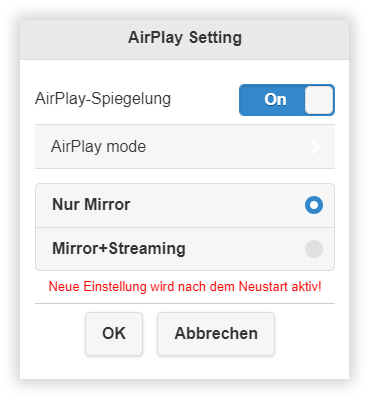 AirPlay Setting
AirPlay-Spiegelung On
AirPlay mode
Nur Mirror
Mirror+Streaming
Neue Einstellung wird nach dem Neustart aktiv!
OK Abbrechen